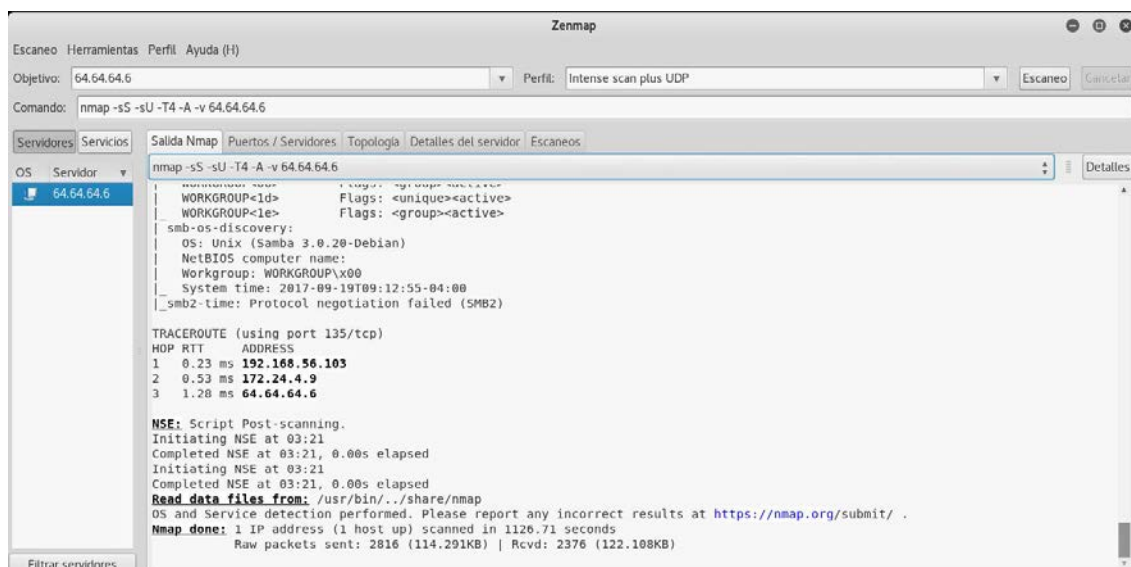 Zenmap
Escaneo Herramientas Perfil Ayuda (H)
Objetivo: 64.64.64.6 Perfil: Intense scan plus UDP Escaneo Cancelar
Comando: nmap -sS -sU -T4 -A -v 64.64.64.6
Servidores Servicios Salida Nmap Puertos / Servidores Topología Detalles del servidor Escaneos
OS Servidor nmap -sS -sU -T4 -A -v 64.64.64.6 Detalles
64.64.64.6
| WORKGROUP<1d> Flags: <unique><active>
|_ WORKGROUP<1e> Flags: <group><active>
| smb-os-discovery:
| OS: Unix (Samba 3.0.20-Debian)
| NetBIOS computer name:
| Workgroup: WORKGROUP\x00
|_ System time: 2017-09-19T09:12:55-04:00
|_smb2-time: Protocol negotiation failed (SMB2)
TRACEROUTE (using port 135/tcp)
HOP RTT ADDRESS
1 0.23 ms 192.168.56.103
2 0.53 ms 172.24.4.9
3 1.28 ms 64.64.64.6
NSE: Script Post-scanning.
Initiating NSE at 03:21
Completed NSE at 03:21, 0.00s elapsed
Initiating NSE at 03:21
Completed NSE at 03:21, 0.00s elapsed
Read data files from: /usr/bin/../share/nmap
OS and Service detection performed. Please report any incorrect results at https://nmap.org/submit/ .
Nmap done: 1 IP address (1 host up) scanned in 1126.71 seconds
Raw packets sent: 2816 (114.291KB) | Rcvd: 2376 (122.108KB)
Filtrar servidores